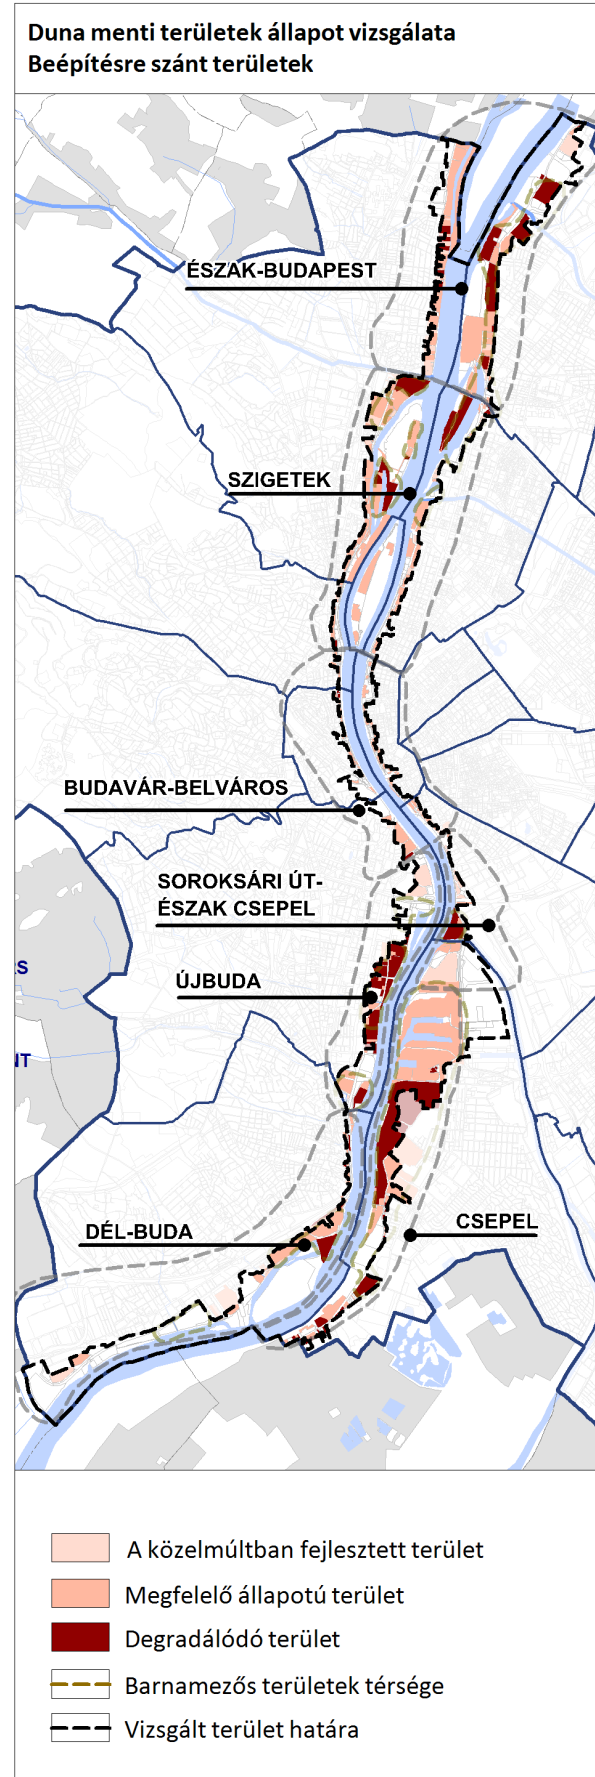 Duna menti területek állapot vizsgálata
Beépítésre szánt területek
ÉSZAK-BUDAPEST
SZIGETEK
BUDAVÁR-BELVÁROS
SOROKSÁRI ÚT-
ÉSZAK CSEPEL
ÚJBUDA
DÉL-BUDA
CSEPEL
A közelmúltban fejlesztett terület
Megfelelő állapotú terület
Degradálódó terület
Barnamezős területek térsége
Vizsgált terület határa